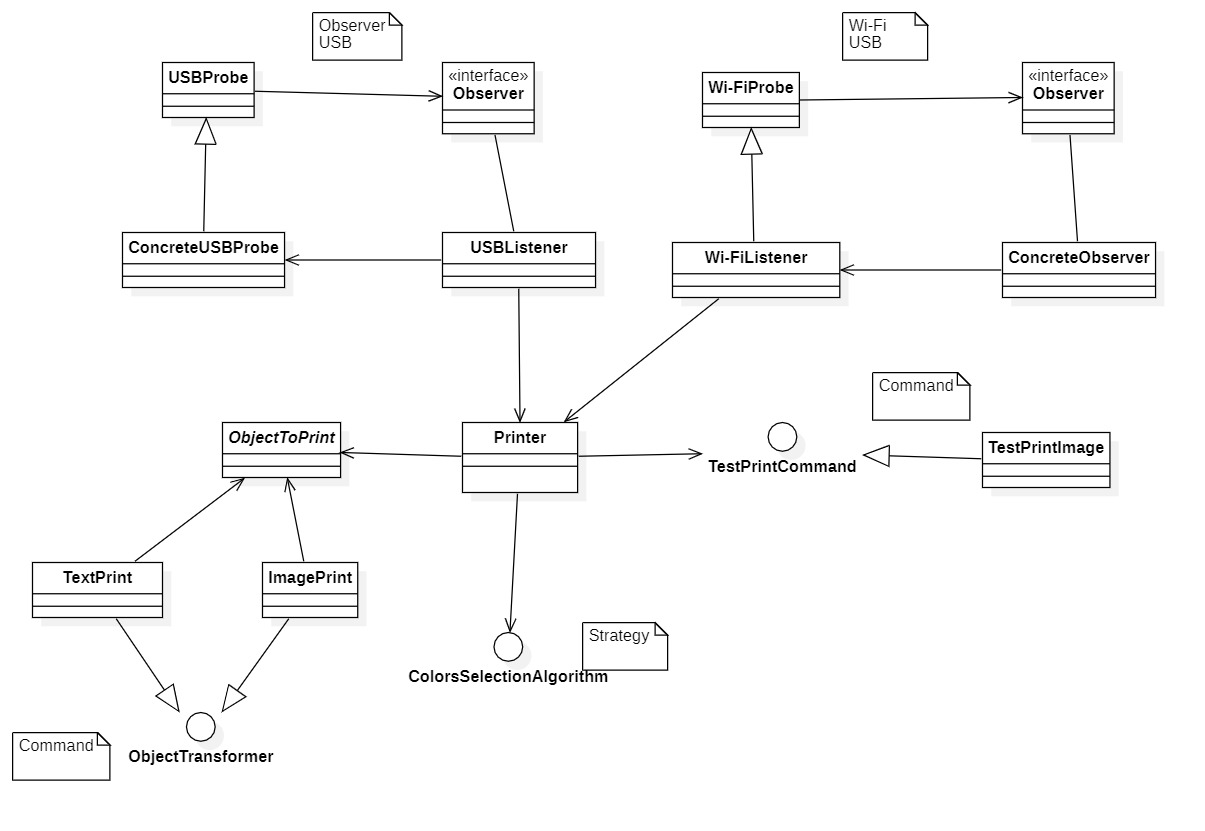 Observer
USB
Wi-Fi
USB
USBProbe
«interface»
Observer
Wi-FiProbe
«interface»
Observer
ConcreteUSBProbe
USBListener
Wi-FiListener
ConcreteObserver
Command
ObjectToPrint
Printer
TestPrintCommand
TestPrintImage
TextPrint
ImagePrint
Strategy
ColorsSelectionAlgorithm
Command
ObjectTransformer